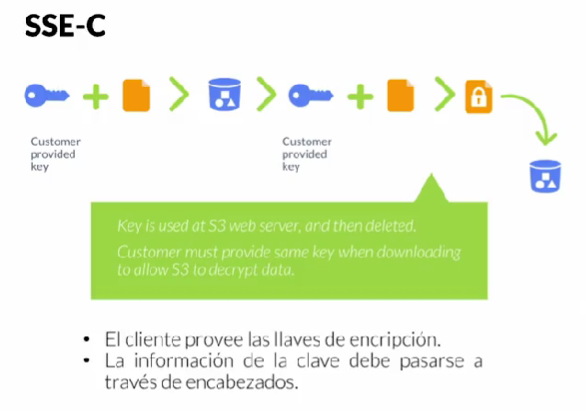 SSE-C
Customer
provided
key
Customer
provided
key
Key is used at S3 web server, and then deleted.
Customer must provide same key when downloading
to allow S3 to decrypt data.
• El cliente provee las llaves de encripción.
• La información de la clave debe pasarse a
través de encabezados.